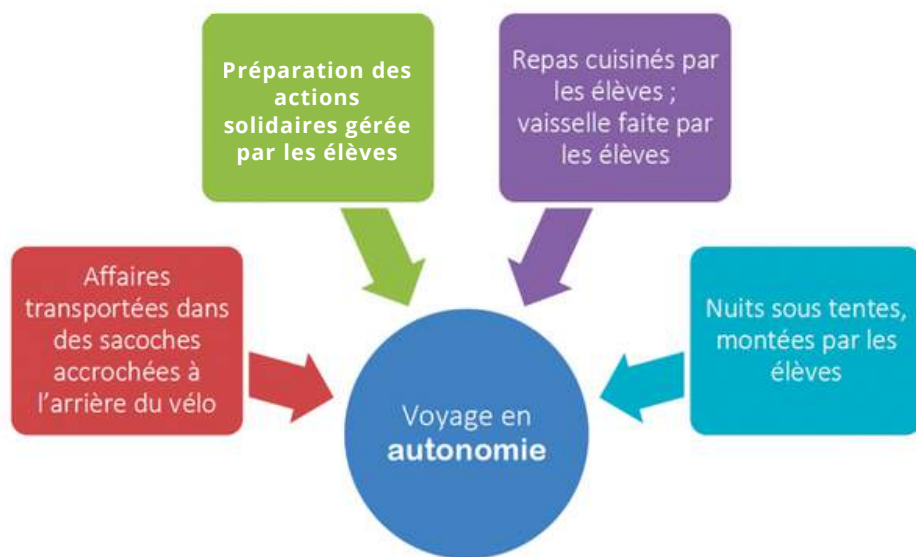 Préparation des
actions
solidaires gérée
par les élèves
Repas cuisinés par
les élèves ;
vaisselle faite par
les élèves
Affaires
transportées dans
des sacoches
accrochées à
l’arrière du vélo
Nuits sous tentes,
montées par les
élèves
Voyage en
autonomie